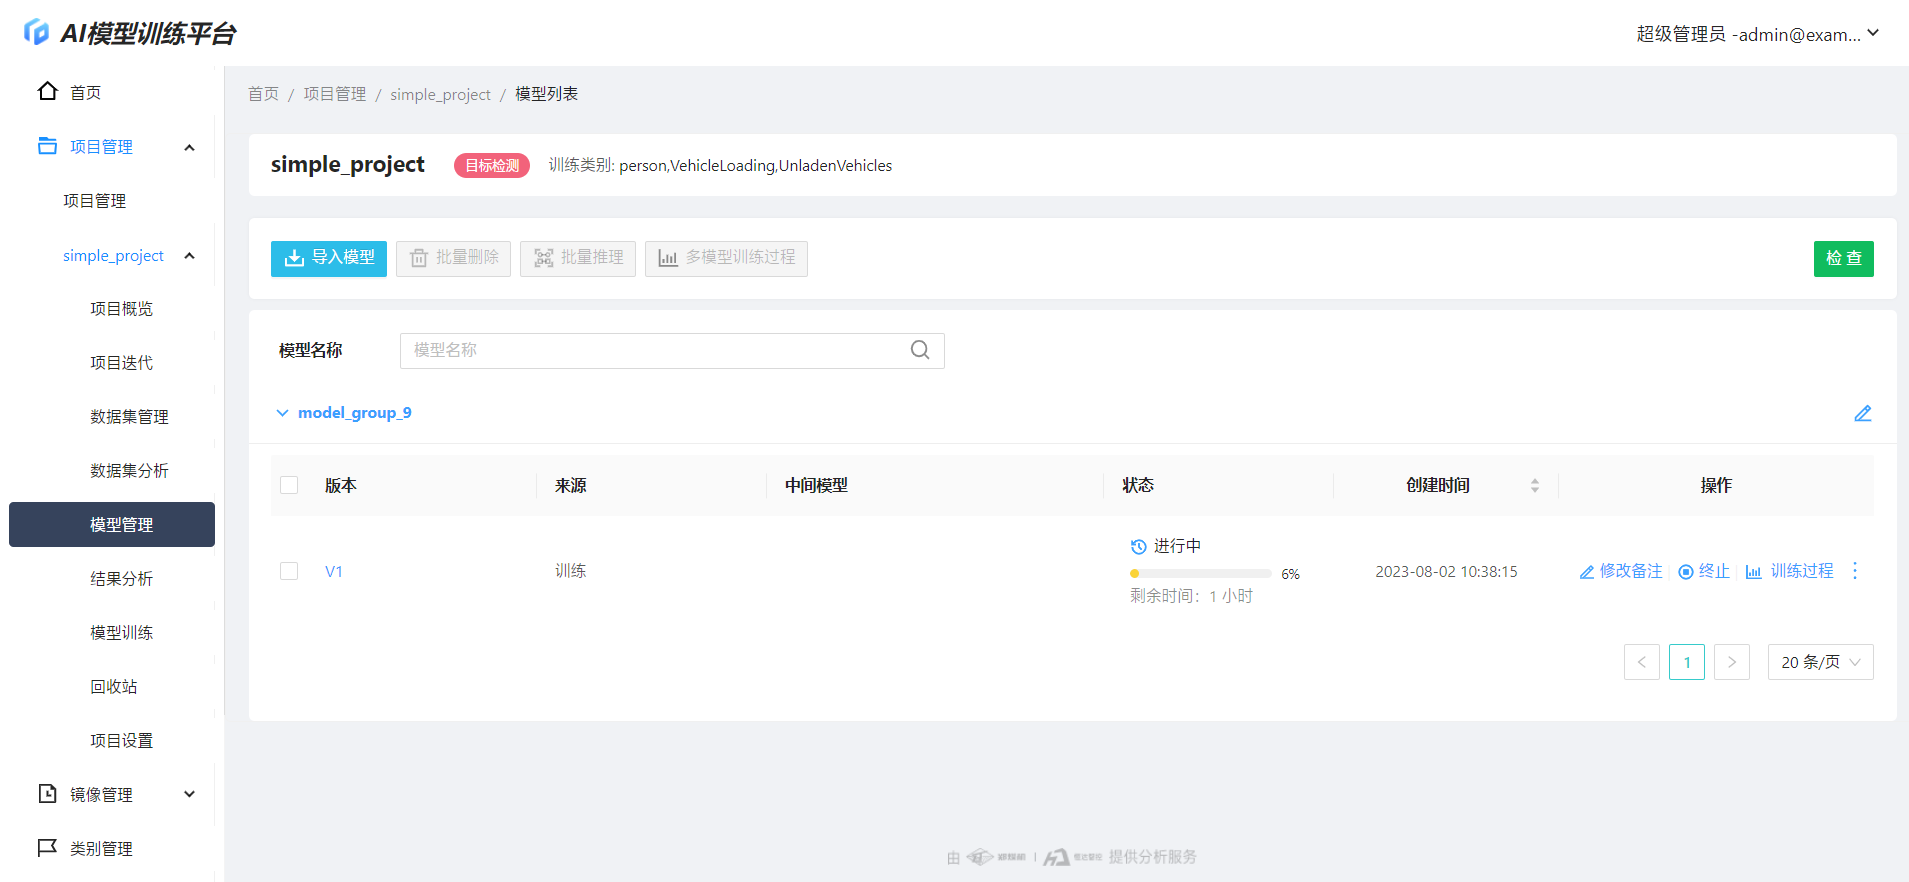 AI模型训练平台
超级管理员 -admin@exam...
首页
项目管理
项目管理
simple_project
项目概览
项目迭代
数据集管理
数据集分析
模型管理
结果分析
模型训练
回收站
项目设置
镜像管理
类别管理
首页 / 项目管理 / simple_project / 模型列表
simple_project 目标检测 训练类别: person,VehicleLoading,UnladenVehicles
导入模型 批量删除 批量推理 多模型训练过程 检 查
模型名称 模型名称
model_group_9
版本 来源 中间模型 状态 创建时间 操作
进行中
V1 训练 6% 2023-08-02 10:38:15 修改备注 终止 训练过程
剩余时间：1 小时
< 1 > 20 条/页
由 | 提供分析服务